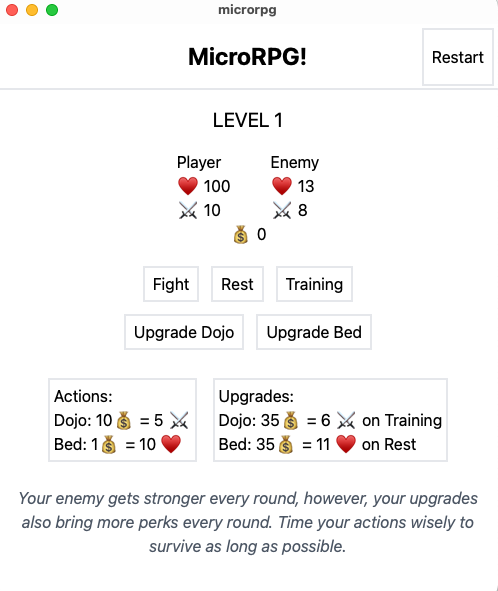 microrpg
MicroRPG!
Restart
LEVEL 1
Player Enemy
❤️ 100 ❤️ 13
⚔️ 10 ⚔️ 8
💰 0
Fight Rest Training
Upgrade Dojo Upgrade Bed
Actions:
Dojo: 10💰 = 5 ⚔️
Bed: 1💰 = 10 ❤️
Upgrades:
Dojo: 35💰 = 6 ⚔️ on Training
Bed: 35💰 = 11 ❤️ on Rest
Your enemy gets stronger every round, however, your upgrades
also bring more perks every round. Time your actions wisely to
survive as long as possible.